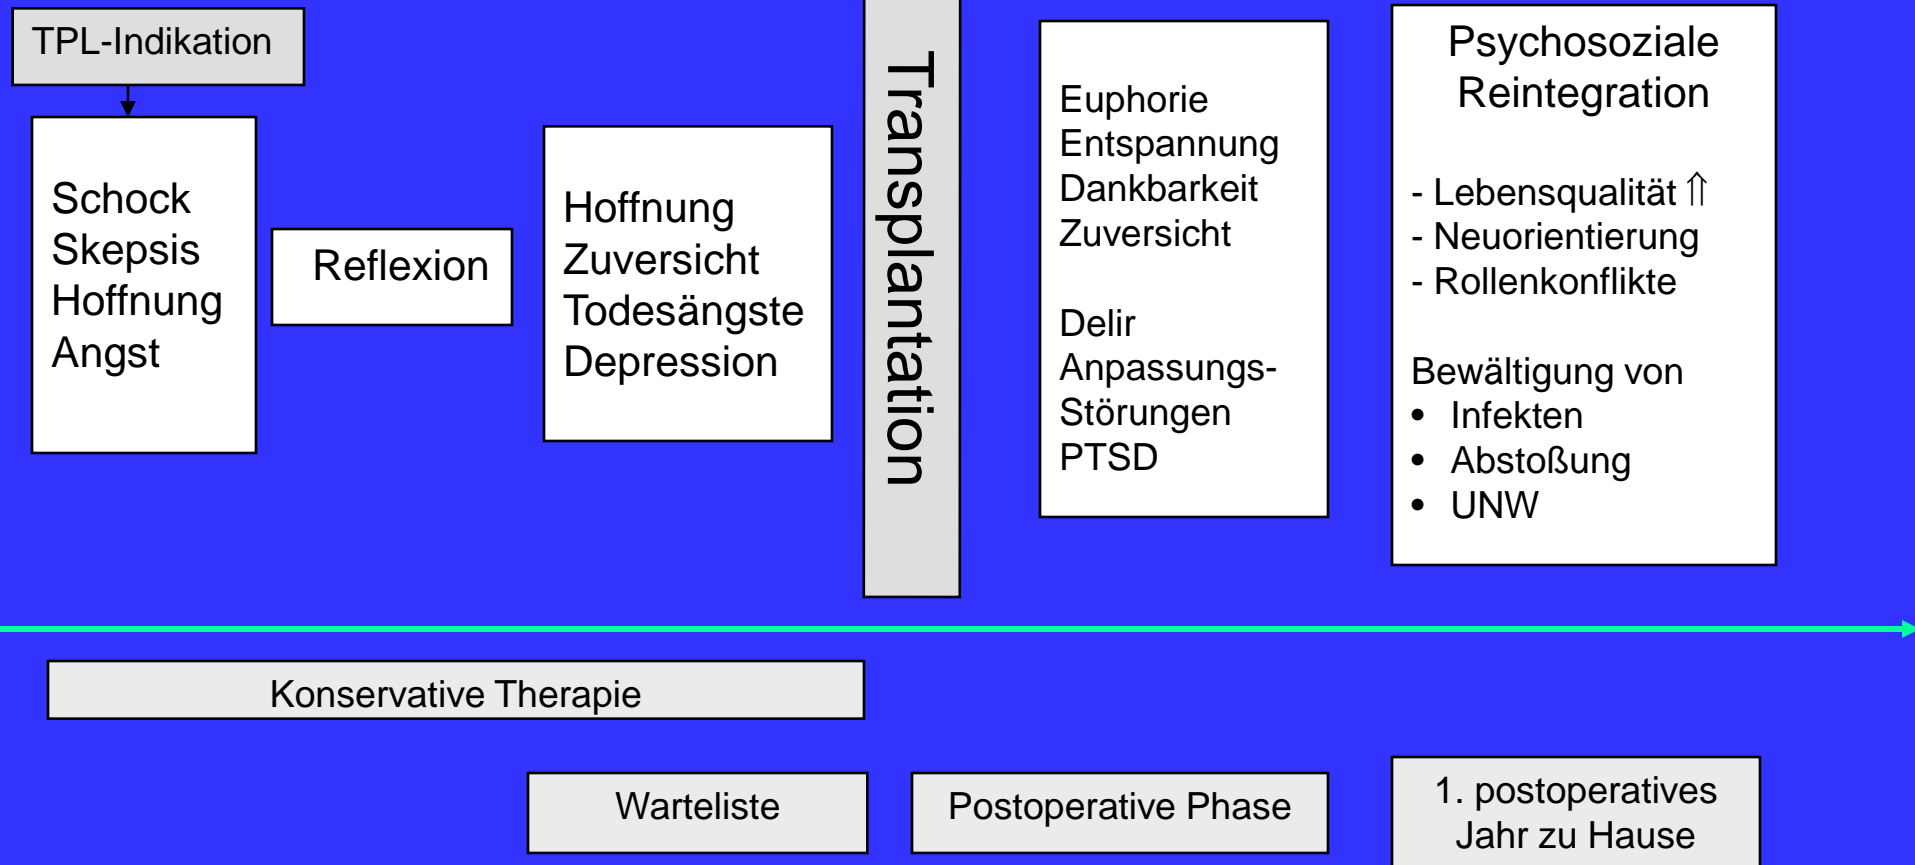 TPL-Indikation
Schock
Skepsis
Hoffnung
Angst
Reflexion
Hoffnung
Zuversicht
Todesängste
Depression
Transplantation
Euphorie
Entspannung
Dankbarkeit
Zuversicht
Delir
Anpassungs-
Störungen
PTSD
Psychosoziale
Reintegration
- Lebensqualität ⇑
- Neuorientierung
- Rollenkonflikte
Bewältigung von
• Infekten
• Abstoßung
• UNW
Konservative Therapie
Warteliste
Postoperative Phase
1. postoperatives
Jahr zu Hause